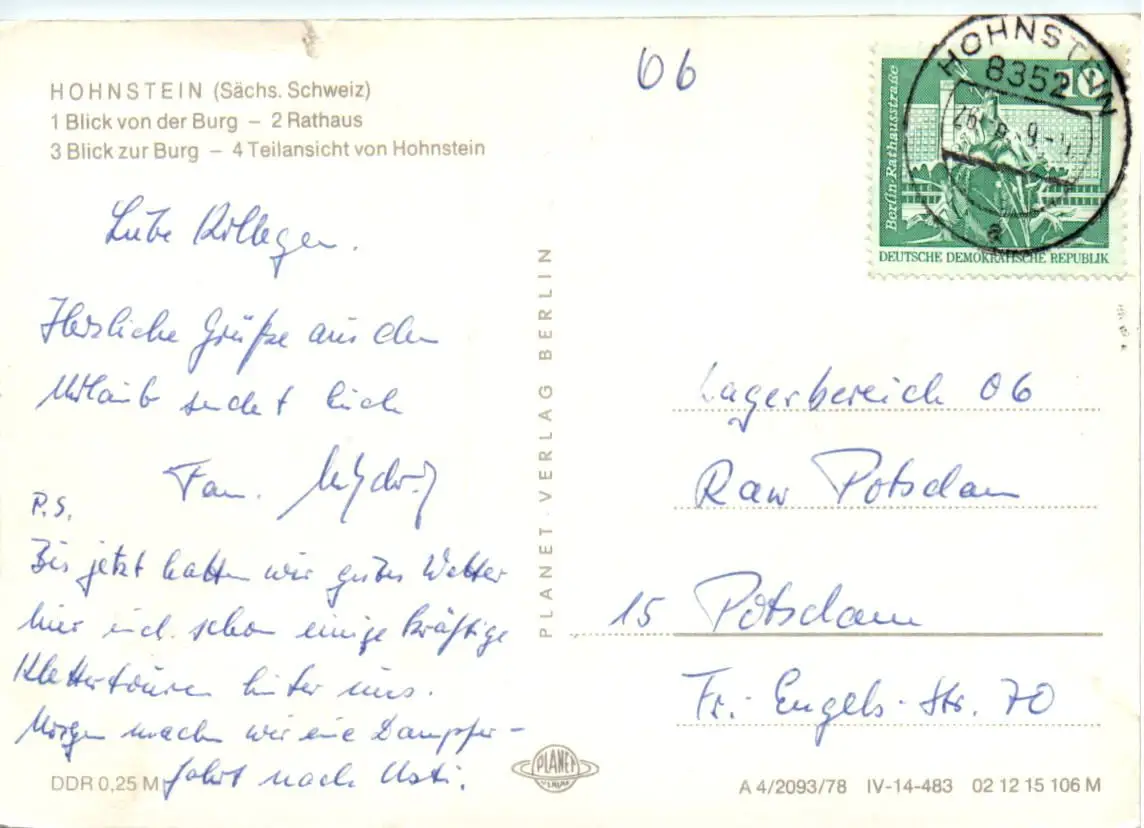 HOHNSTEIN (Sächs. Schweiz)
1 Blick von der Burg – 2 Rathaus
3 Blick zur Burg – 4 Teilansicht von Hohnstein
Liebe Kollegen.
Herzliche Grüße aus dem
Urlaub sendet Euch
Fam.
P.S.
Bis jetzt hatten wir gutes Wetter
hier und schon einige kräftige
Klettertouren hinter uns.
Morgen machen wir eine Dampfer-
fahrt nach Usti.
DDR 0,25 M
PLANET-VERLAG BERLIN
PLANET
06
HOHNSTEIN
8352
10
Berlin-Rathausstraße
DEUTSCHE DEMOKRATISCHE REPUBLIK
a
Lagerbereich 06
Raw Potsdam
15 Potsdam
Fr.-Engels-Str. 70
A 4/2093/78 IV-14-483 02 12 15 106 M